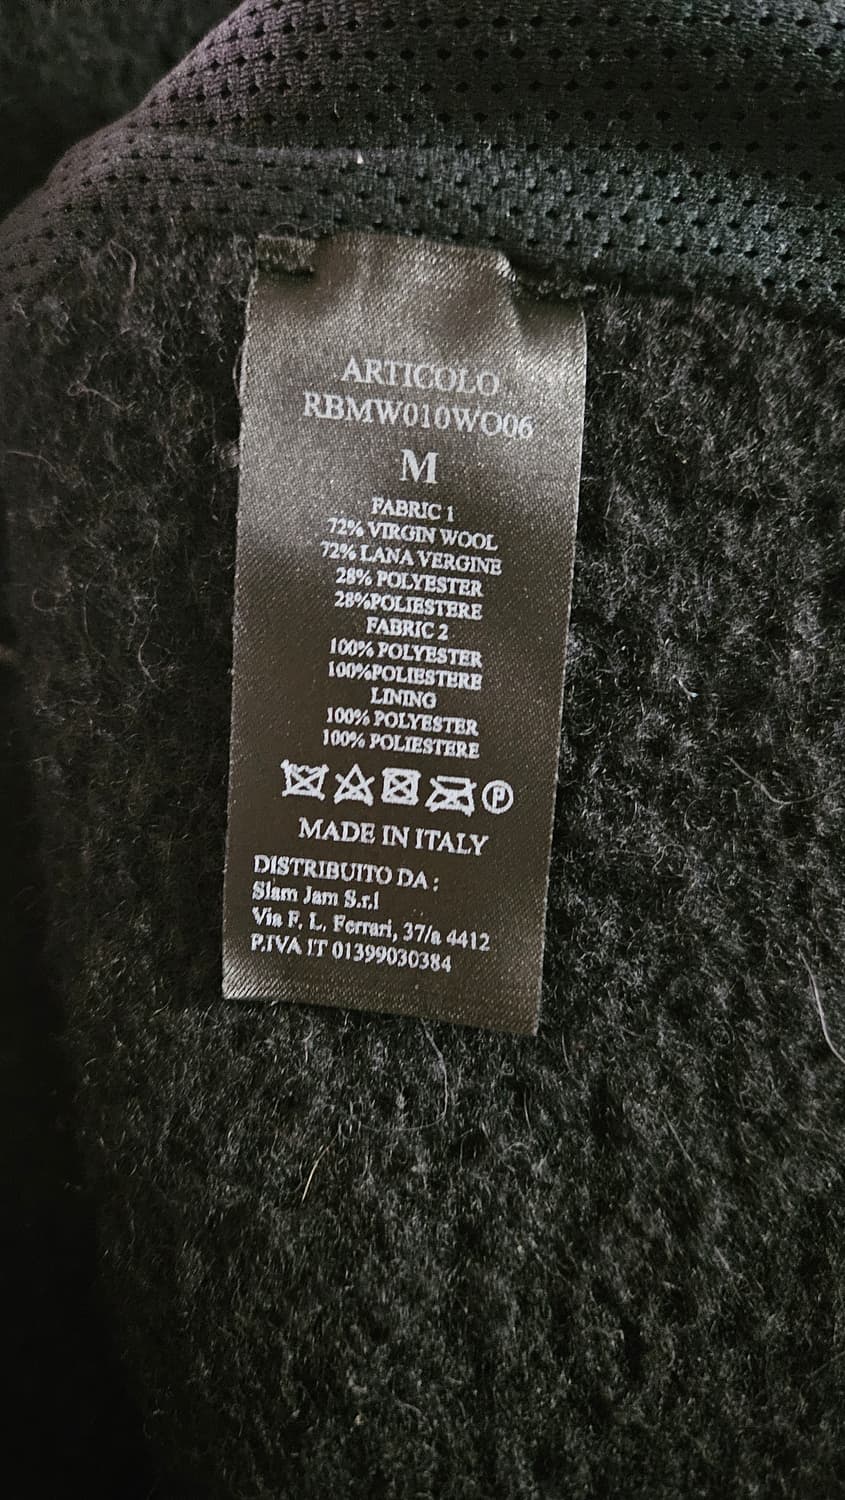 ARTICOLO
RBMW010WO06
M
FABRIC 1
72% VIRGIN WOOL
72% LANA VERGINE
28% POLYESTER
28%POLIESTERE
FABRIC 2
100% POLYESTER
100%POLIESTERE
LINING
100% POLYESTER
100% POLIESTERE
P
MADE IN ITALY
DISTRIBUITO DA :
Slam Jam S.r.l
Via F. L. Ferrari, 37/a 4412
P.IVA IT 01399030384